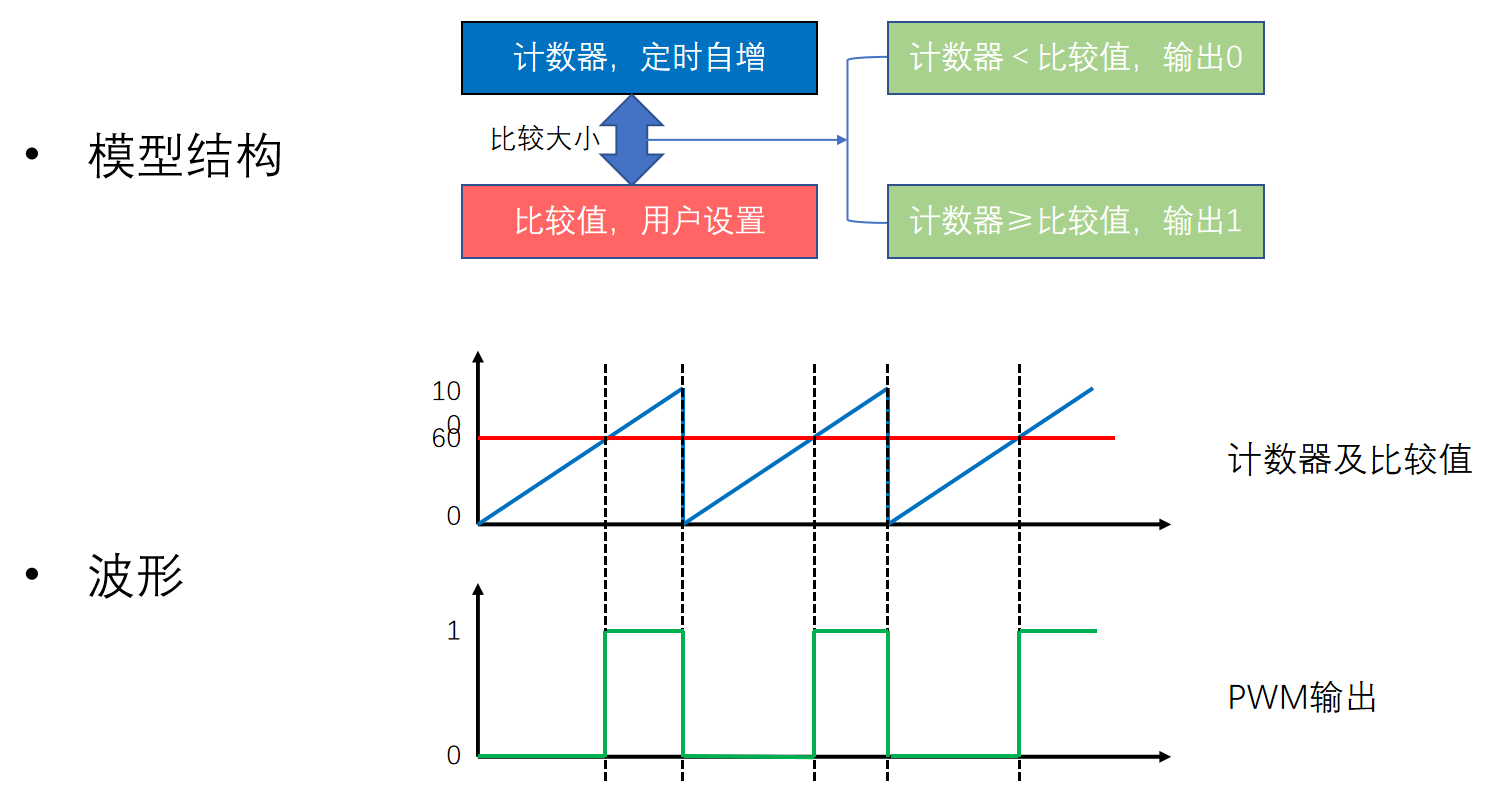 计数器，定时自增
计数器 < 比较值，输出0
比较大小
• 模型结构
比较值，用户设置
计数器≥比较值，输出1
10
0
60
计数器及比较值
0
• 波形
1
PWM输出
0